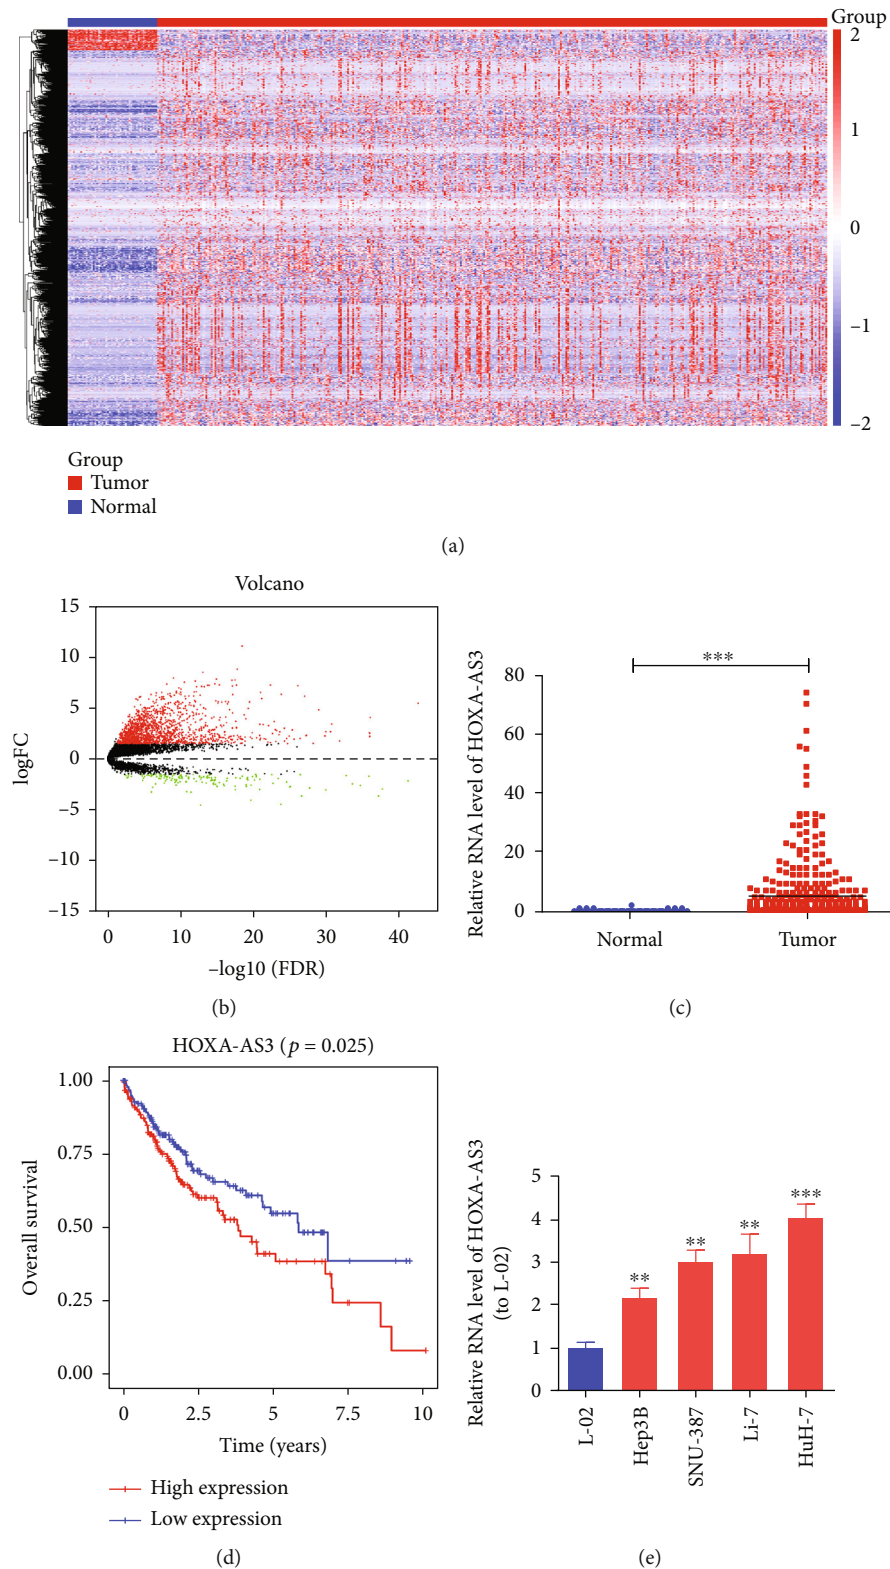 Group
2
1
0
−1
−2
Group
Tumor
Normal
(a)
Volcano
15
10
5
0
−5
−10
−15
logFC
0 10 20 30 40
−log10 (FDR)
(b)
***
80
60
40
20
0
Relative RNA level of HOXA-AS3
Normal Tumor
(c)
HOXA-AS3 (p = 0.025)
1.00
0.75
0.50
0.25
0.00
Overall survival
0 2.5 5 7.5 10
Time (years)
High expression
Low expression
(d)
5
4
3
2
1
0
Relative RNA level of HOXA-AS3
(to L-02)
** ** ** ***
L-02 Hep3B SNU-387 Li-7 HuH-7
(e)